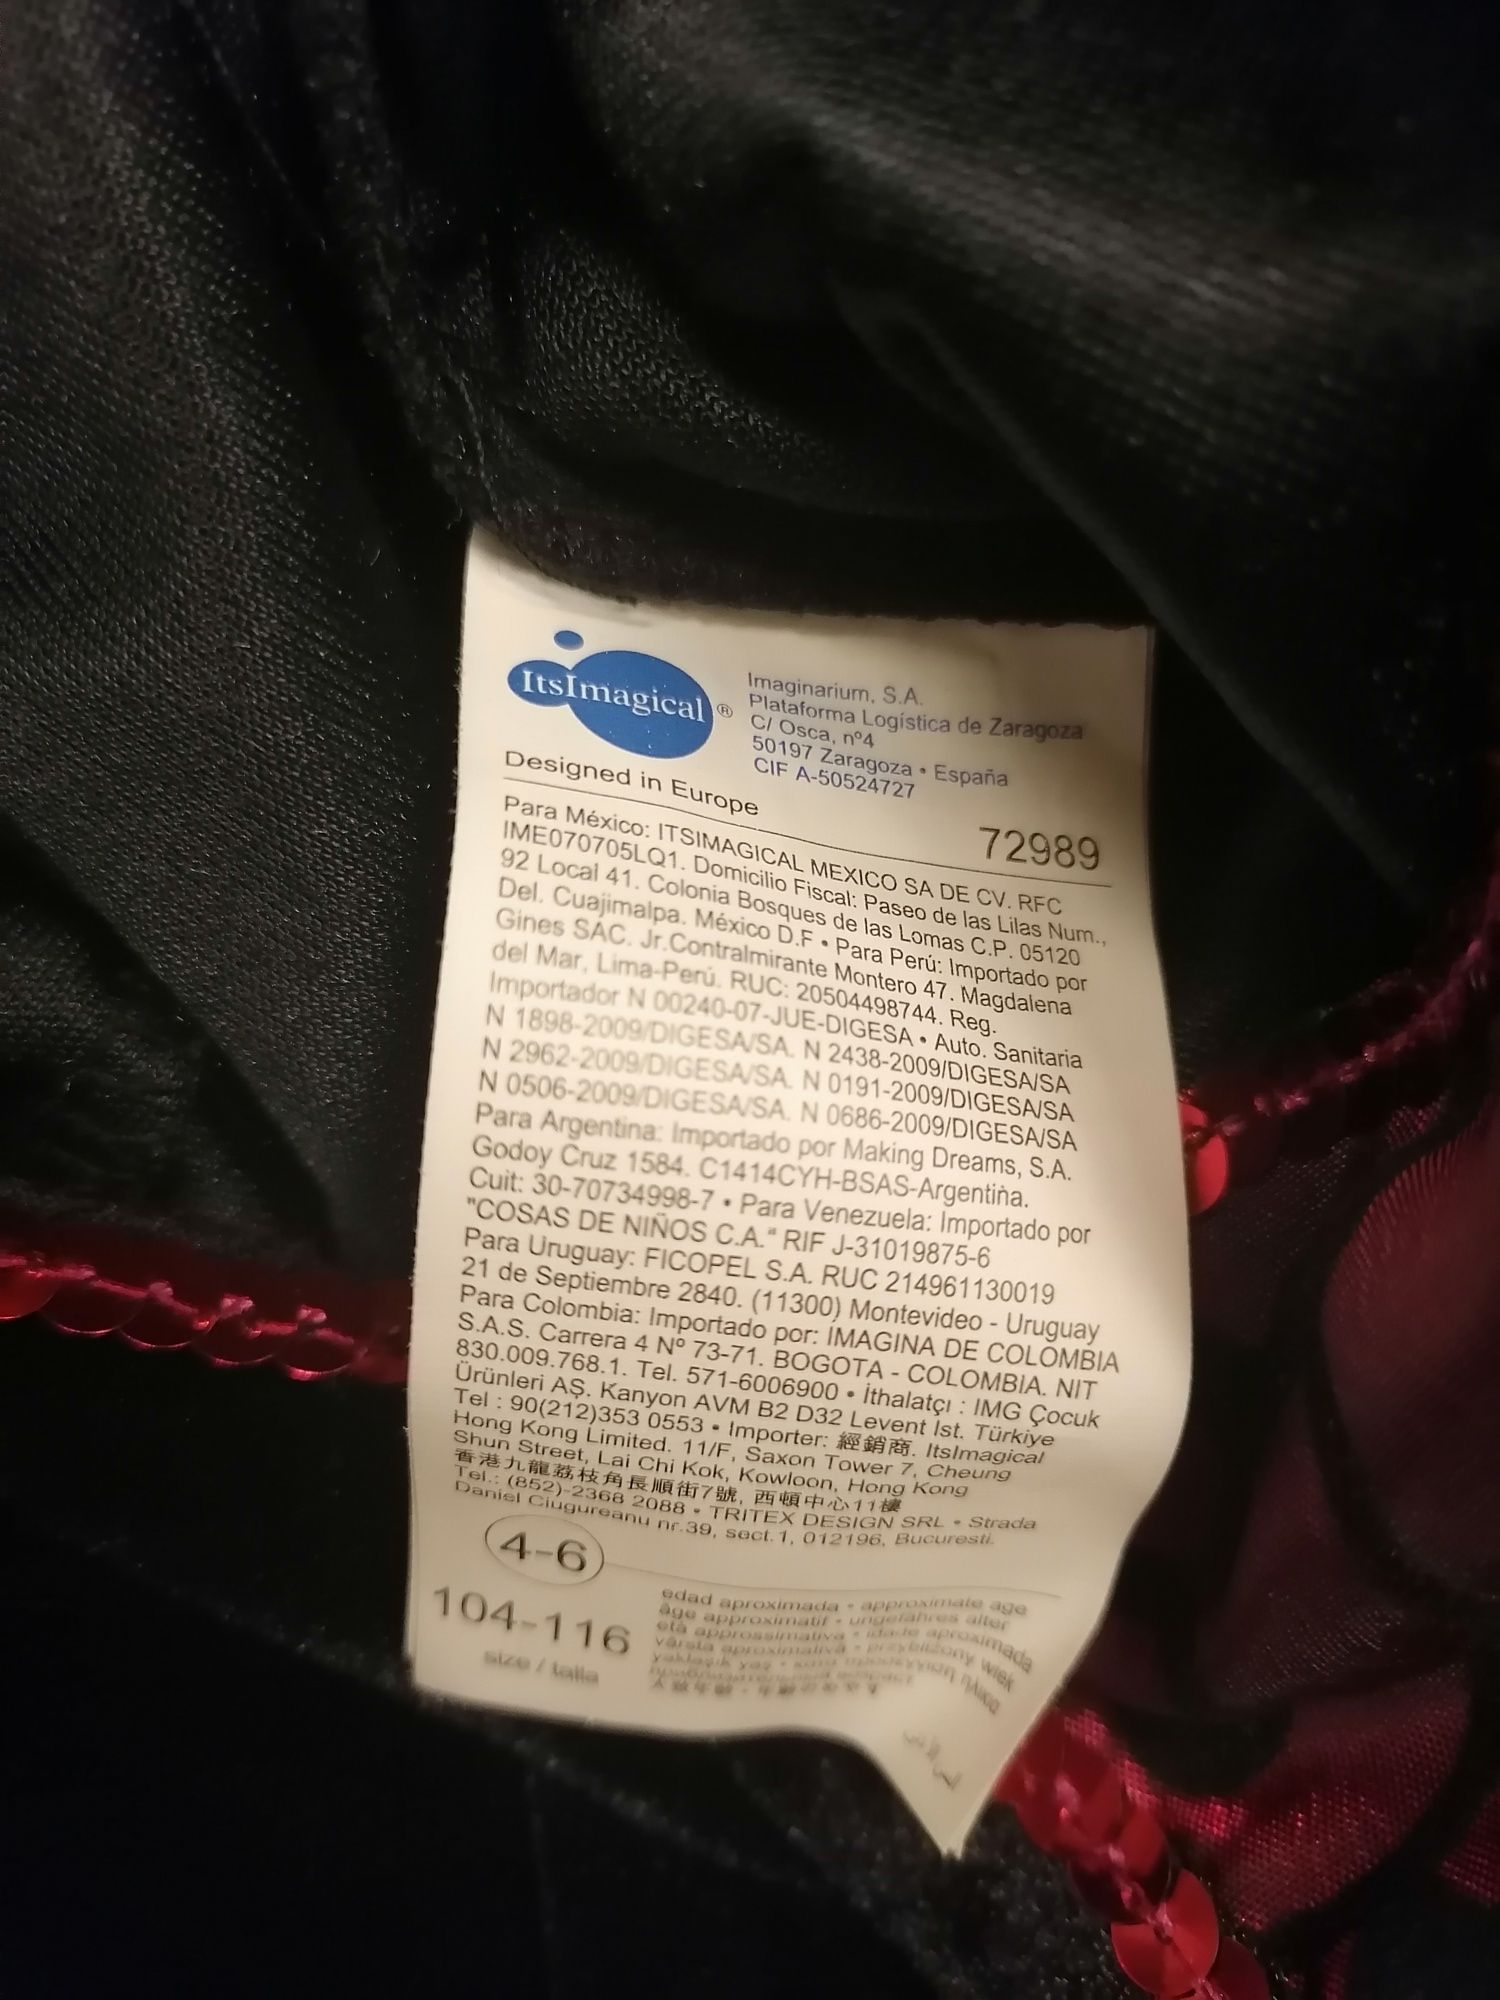 ItsImagical ®
Imaginarium, S.A.
Plataforma Logística de Zaragoza
C/ Osca, nº4
50197 Zaragoza • España
CIF A-50524727
Designed in Europe
72989
Para México: ITSIMAGICAL MEXICO SA DE CV. RFC
IME070705LQ1. Domicilio Fiscal: Paseo de las Lilas Num.,
92 Local 41. Colonia Bosques de las Lomas C.P. 05120
Del. Cuajimalpa. México D.F • Para Perú: Importado por
Gines SAC. Jr.Contralmirante Montero 47. Magdalena
del Mar, Lima-Perú. RUC: 20504498744. Reg.
Importador N 00240-07-JUE-DIGESA • Auto. Sanitaria
N 1898-2009/DIGESA/SA. N 2438-2009/DIGESA/SA
N 2962-2009/DIGESA/SA. N 0191-2009/DIGESA/SA
N 0506-2009/DIGESA/SA. N 0686-2009/DIGESA/SA
Para Argentina: Importado por Making Dreams, S.A.
Godoy Cruz 1584. C1414CYH-BSAS-Argentina.
Cuit: 30-70734998-7 • Para Venezuela: Importado por
"COSAS DE NIÑOS C.A." RIF J-31019875-6
Para Uruguay: FICOPEL S.A. RUC 214961130019
21 de Septiembre 2840. (11300) Montevideo - Uruguay
Para Colombia: Importado por: IMAGINA DE COLOMBIA
S.A.S. Carrera 4 Nº 73-71. BOGOTA - COLOMBIA. NIT
830.009.768.1. Tel. 571-6006900 • İthalatçı : IMG Çocuk
Ürünleri AŞ. Kanyon AVM B2 D32 Levent Ist. Türkiye
Tel : 90(212)353 0553 • Importer: 經銷商. ItsImagical
Hong Kong Limited. 11/F, Saxon Tower 7, Cheung
Shun Street, Lai Chi Kok, Kowloon, Hong Kong
香港九龍荔枝角長順街7號, 西頓中心11樓
Tel.: (852)-2368 2088 • TRITEX DESIGN SRL • Strada
Daniel Ciugureanu nr.39, sect.1, 012196, Bucuresti.
4-6
104-116
size / talla
edad aproximada • approximate age
âge approximatif • ungefähres alter
età approssimativa • idade aproximada
vârsta aproximativă • przybliżony wiek
yaklaşık yaş